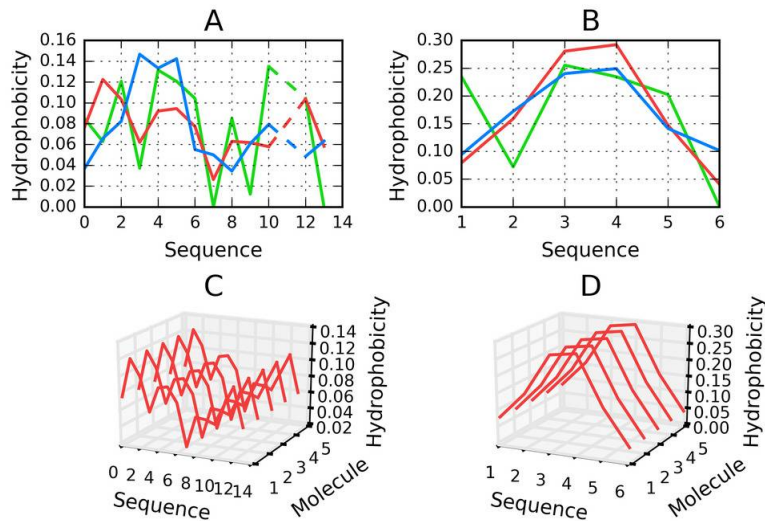 A
Hydrophobicity
0.16
0.14
0.12
0.10
0.08
0.06
0.04
0.02
0.00
0 2 4 6 8 10 12 14
Sequence
B
Hydrophobicity
0.30
0.25
0.20
0.15
0.10
0.05
0.00
1 2 3 4 5 6
Sequence
C
Hydrophobicity
0.14
0.12
0.10
0.08
0.06
0.04
0.02
0 2 4 6 8 10 12 14
Sequence
1 2 3 4 5
Molecule
D
Hydrophobicity
0.30
0.25
0.20
0.15
0.10
0.05
0.00
1 2 3 4 5 6
Sequence
1 2 3 4 5
Molecule